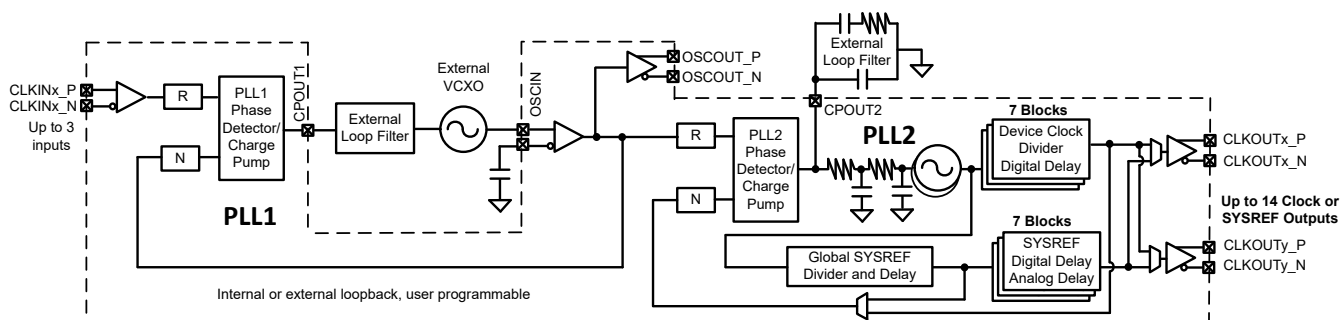 CLKINx_P
CLKINx_N
Up to 3
inputs
R
N
PLL1
Phase
Detector/
Charge
Pump
CPOUT1
PLL1
External
Loop Filter
External
VCXO
OSCIN
OSCOUT_P
OSCOUT_N
Internal or external loopback, user programmable
R
N
PLL2
Phase
Detector/
Charge
Pump
External
Loop Filter
CPOUT2
PLL2
7 Blocks
Device Clock
Divider
Digital Delay
7 Blocks
SYSREF
Digital Delay
Analog Delay
Global SYSREF
Divider and Delay
CLKOUTx_P
CLKOUTx_N
Up to 14 Clock or
SYSREF Outputs
CLKOUTy_P
CLKOUTy_N